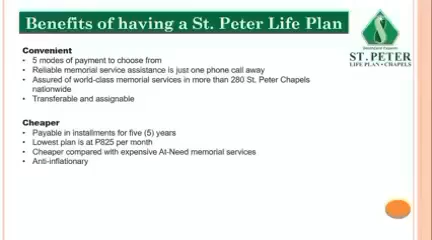 Benefits of having a St. Peter Life Plan
ST. PETER
LIFE PLAN • CHAPELS
Convenient
• 5 modes of payment to choose from
• Reliable memorial service assistance is just one phone call away
• Assured of world-class memorial services in more than 280 St. Peter Chapels
nationwide
• Transferable and assignable
Cheaper
• Payable in installments for five (5) years
• Lowest plan is at P825 per month
• Cheaper compared with expensive At-Need memorial services
• Anti-inflationary